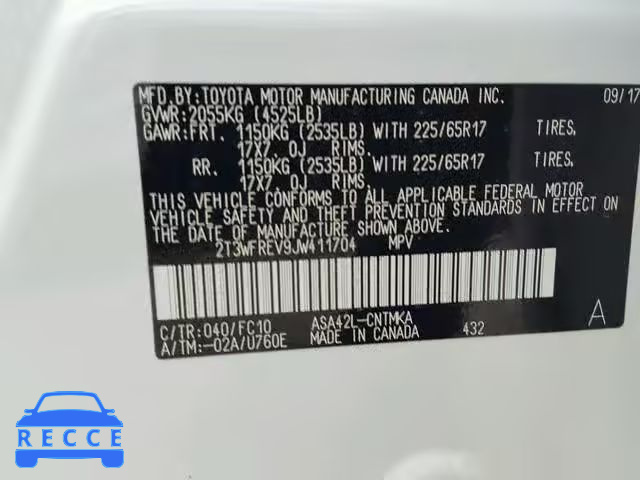 MFD.BY:TOYOTA MOTOR MANUFACTURING CANADA INC. 09/17
GVWR:2055KG (4525LB)
GAWR:FRT. 1150KG (2535LB) WITH 225/65R17 TIRES,
17X7.0J RIMS,
RR. 1150KG (2535LB) WITH 225/65R17 TIRES,
17X7.0J RIMS,
THIS VEHICLE CONFORMS TO ALL APPLICABLE FEDERAL MOTOR
VEHICLE SAFETY AND THEFT PREVENTION STANDARDS IN EFFECT ON
THE DATE OF MANUFACTURE SHOWN ABOVE.
2T3WFREV9JW411704 MPV
C/TR:040/FC10 ASA42L-CNTMKA 432 A
A/TM:-02A/U760E MADE IN CANADA
RECCE